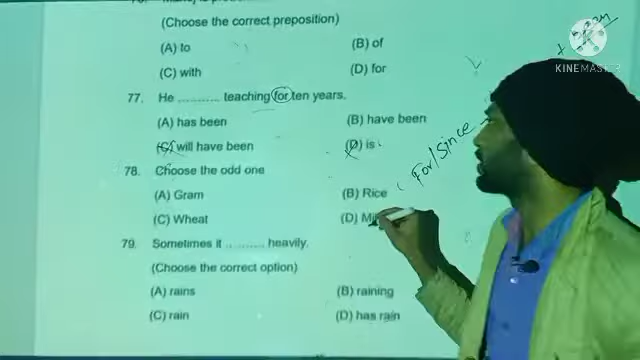 (Choose the correct preposition)
(A) to
(B) of
(C) with
(D) for
77. He .......... teaching for ten years.
(A) has been
(B) have been
(C) will have been
(D) is
78. Choose the odd one
(A) Gram
(B) Rice
(C) Wheat
(D)
79. Sometimes it .......... heavily.
(Choose the correct option)
(A) rains
(B) raining
(C) rain
(D) has rain
For/Since
KINEMASTER